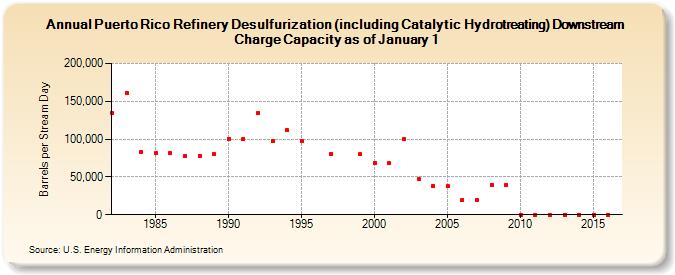 Annual Puerto Rico Refinery Desulfurization (including Catalytic Hydrotreating) Downstream
Charge Capacity as of January 1
Barrels per Stream Day
200,000
150,000
100,000
50,000
0
1985 1990 1995 2000 2005 2010 2015
Source: U.S. Energy Information Administration